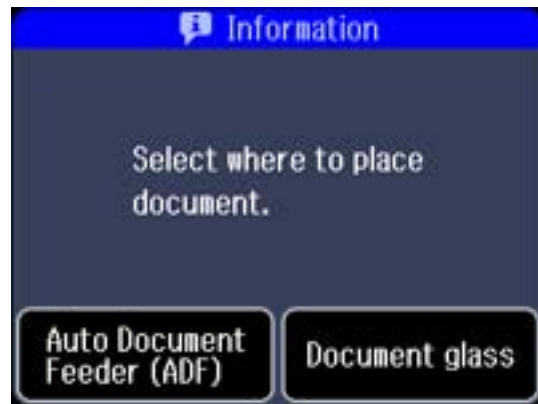 Information
Select where to place
document.
Auto Document
Feeder (ADF)
Document glass